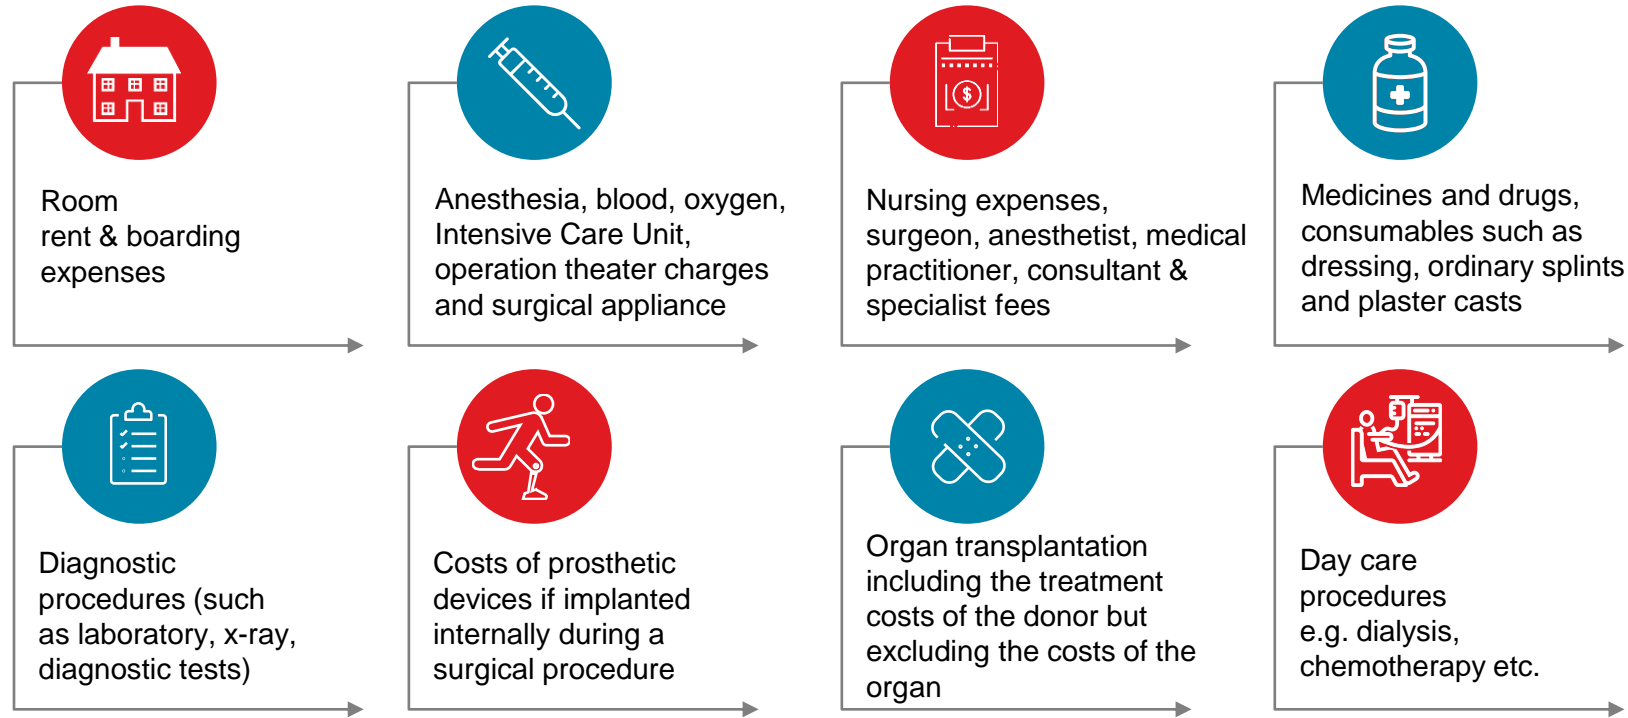 Room
rent & boarding
expenses
Anesthesia, blood, oxygen,
Intensive Care Unit,
operation theater charges
and surgical appliance
$
Nursing expenses,
surgeon, anesthetist, medical
practitioner, consultant &
specialist fees
Medicines and drugs,
consumables such as
dressing, ordinary splints
and plaster casts
Diagnostic
procedures (such
as laboratory, x-ray,
diagnostic tests)
Costs of prosthetic
devices if implanted
internally during a
surgical procedure
Organ transplantation
including the treatment
costs of the donor but
excluding the costs of the
organ
Day care
procedures
e.g. dialysis,
chemotherapy etc.